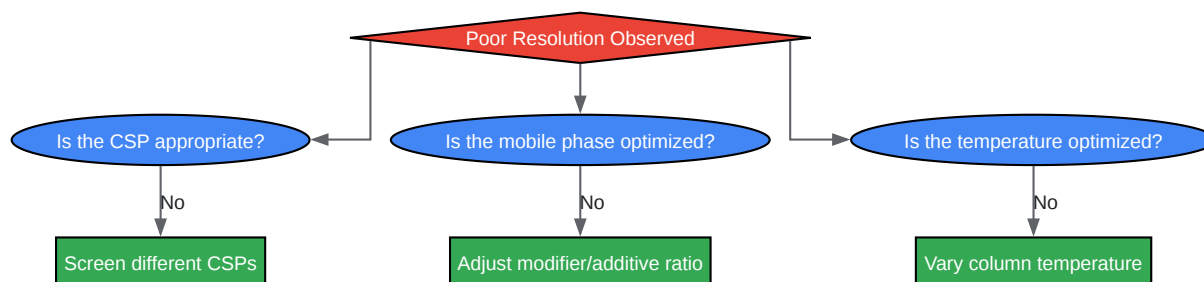 Poor Resolution Observed
Is the CSP appropriate?
Is the mobile phase optimized?
Is the temperature optimized?
No
No
No
Screen different CSPs
Adjust modifier/additive ratio
Vary column temperature